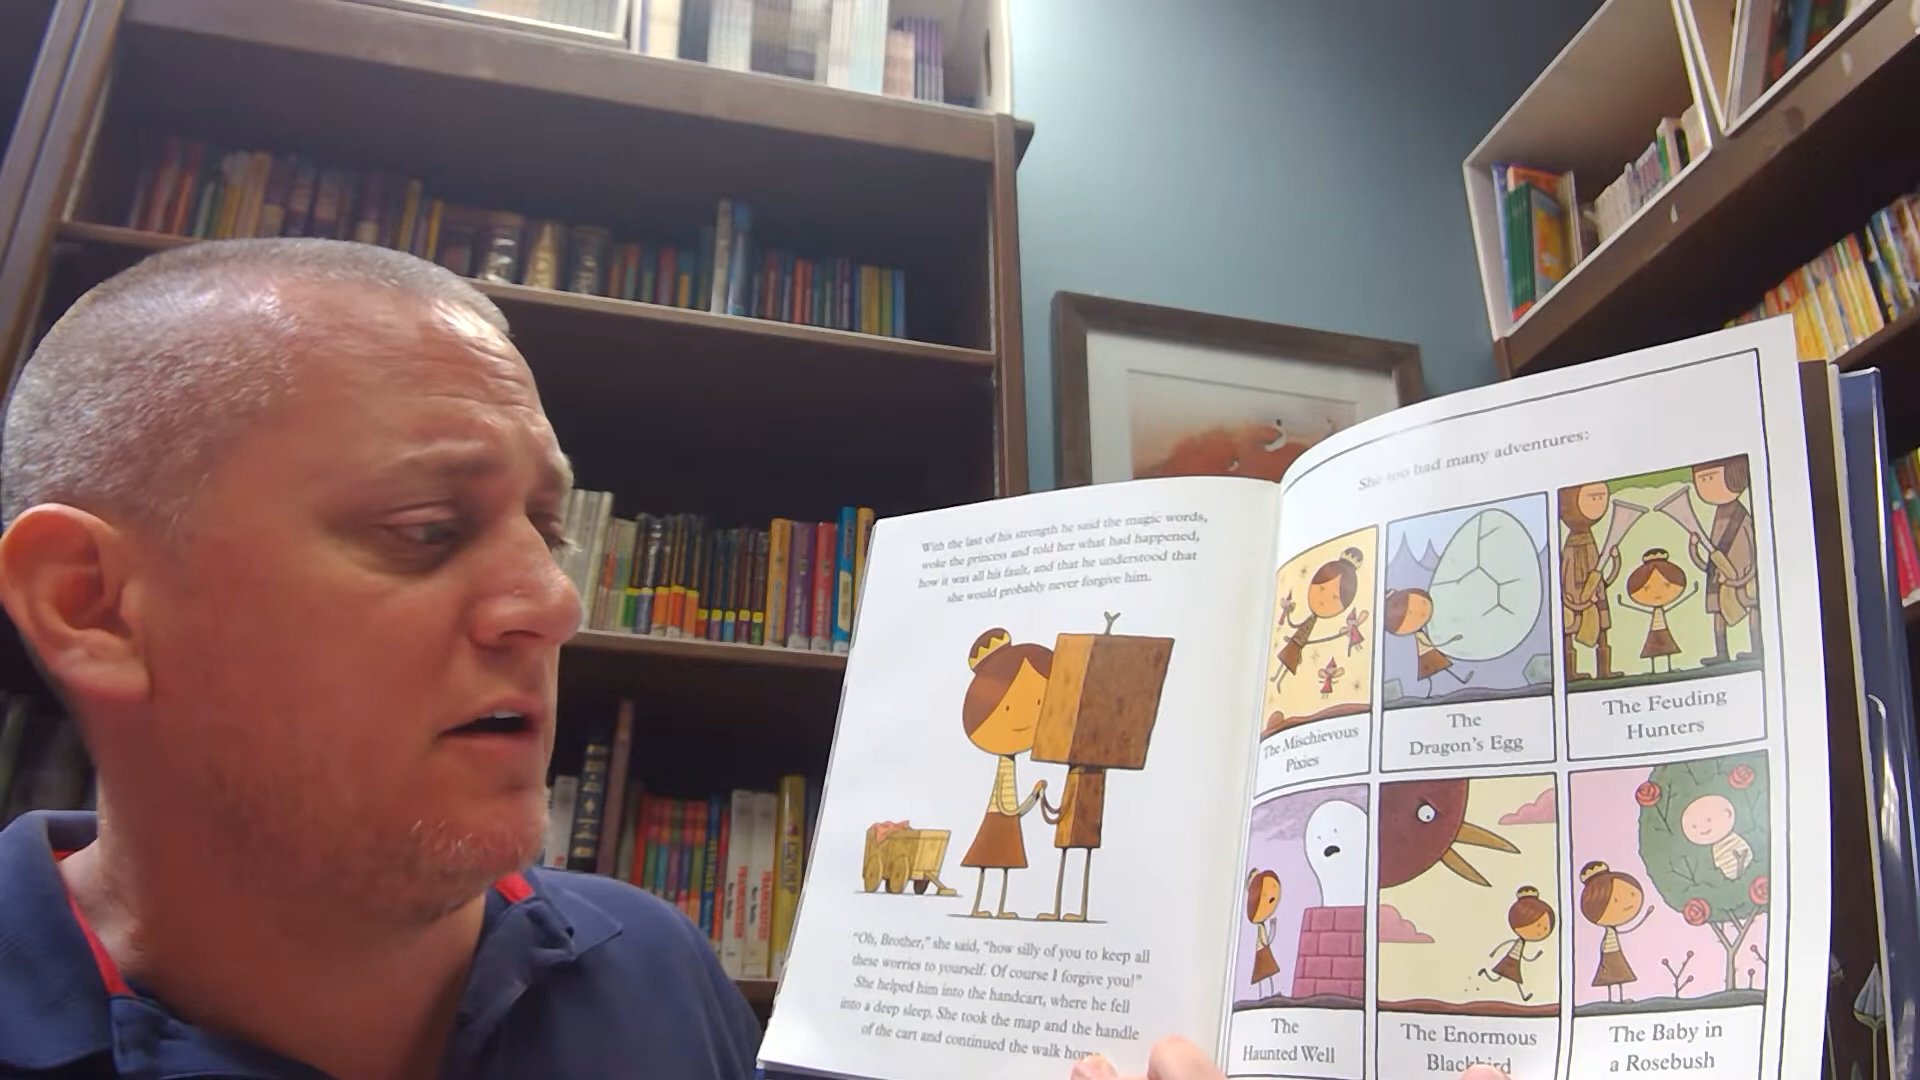 With the last of his strength he said the magic words,
woke the princess and told her what had happened,
how it was all his fault, and that he understood that
she would probably never forgive him.
"Oh, Brother," she said, "how silly of you to keep all
these worries to yourself. Of course I forgive you!"
She helped him into the handcart, where he fell
into a deep sleep. She took the map and the handle
of the cart and continued the walk home
She too had many adventures:
The Mischievous
Pixies
The
Dragon's Egg
The Feuding
Hunters
The
Haunted Well
The Enormous
Blackbird
The Baby in
a Rosebush